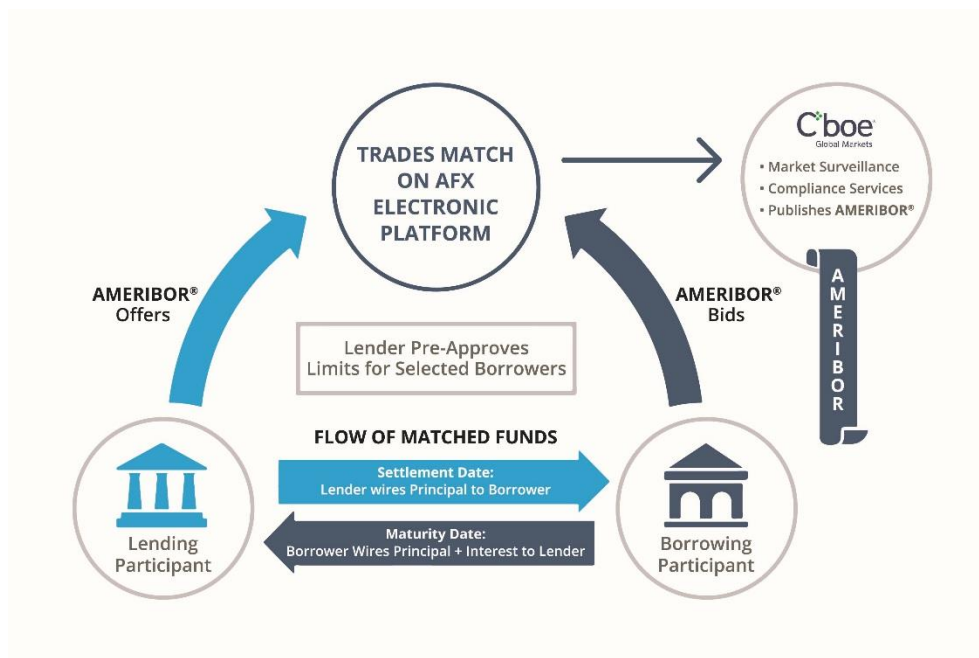 TRADES MATCH
ON AFX
ELECTRONIC
PLATFORM
Cboe®
Global Markets
• Market Surveillance
• Compliance Services
• Publishes AMERIBOR®
AMERIBOR
AMERIBOR®
Offers
AMERIBOR®
Bids
Lender Pre-Approves
Limits for Selected Borrowers
FLOW OF MATCHED FUNDS
Settlement Date:
Lender wires Principal to Borrower
Maturity Date:
Borrower Wires Principal + Interest to Lender
Lending
Participant
Borrowing
Participant